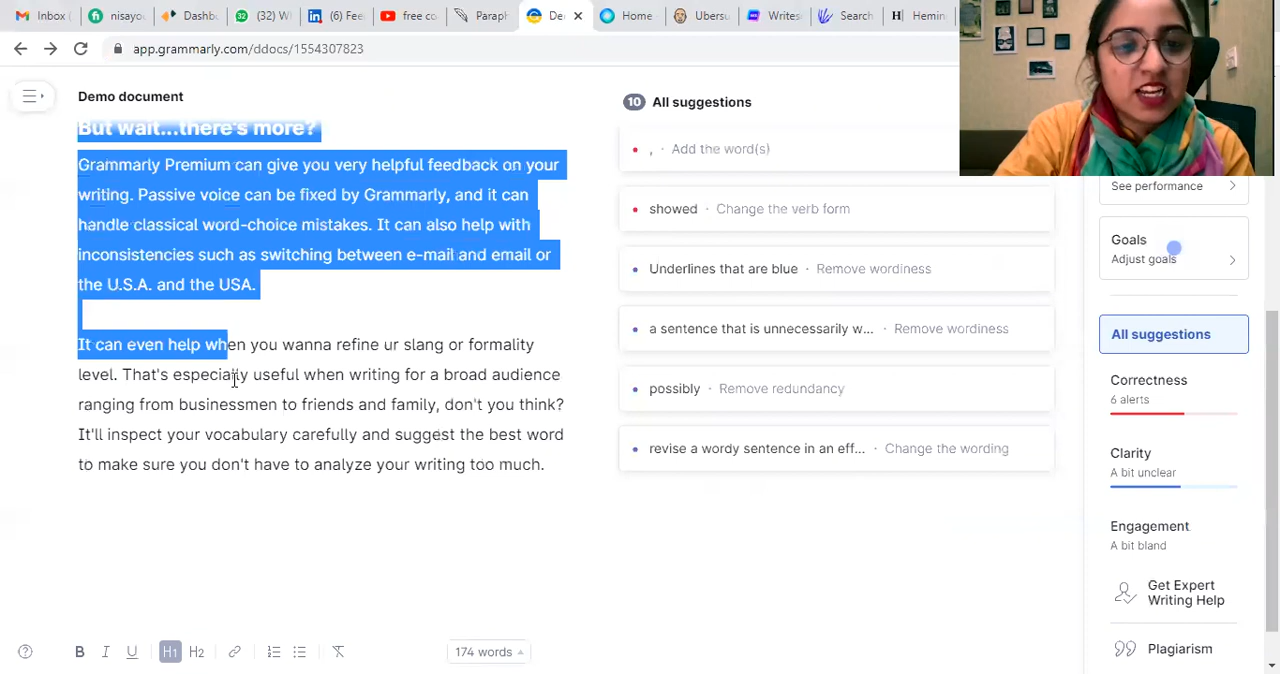 Inbox (
nisayou
Dashb
(32) W
(6) Fee
free co
Paraph
De
Home
Ubersu
Writes
Search
Hemin
app.grammarly.com/ddocs/1554307823
Demo document
10 All suggestions
But wait...there's more?
Grammarly Premium can give you very helpful feedback on your
writing. Passive voice can be fixed by Grammarly, and it can
handle classical word-choice mistakes. It can also help with
inconsistencies such as switching between e-mail and email or
the U.S.A. and the USA.
It can even help when you wanna refine ur slang or formality
level. That's especially useful when writing for a broad audience
ranging from businessmen to friends and family, don't you think?
It'll inspect your vocabulary carefully and suggest the best word
to make sure you don't have to analyze your writing too much.
, · Add the word(s)
showed · Change the verb form
Underlines that are blue · Remove wordiness
a sentence that is unnecessarily w... · Remove wordiness
possibly · Remove redundancy
revise a wordy sentence in an eff... · Change the wording
See performance
Goals
Adjust goals
All suggestions
Correctness
6 alerts
Clarity
A bit unclear
Engagement
A bit bland
Get Expert
Writing Help
Plagiarism
B I U H1 H2
174 words